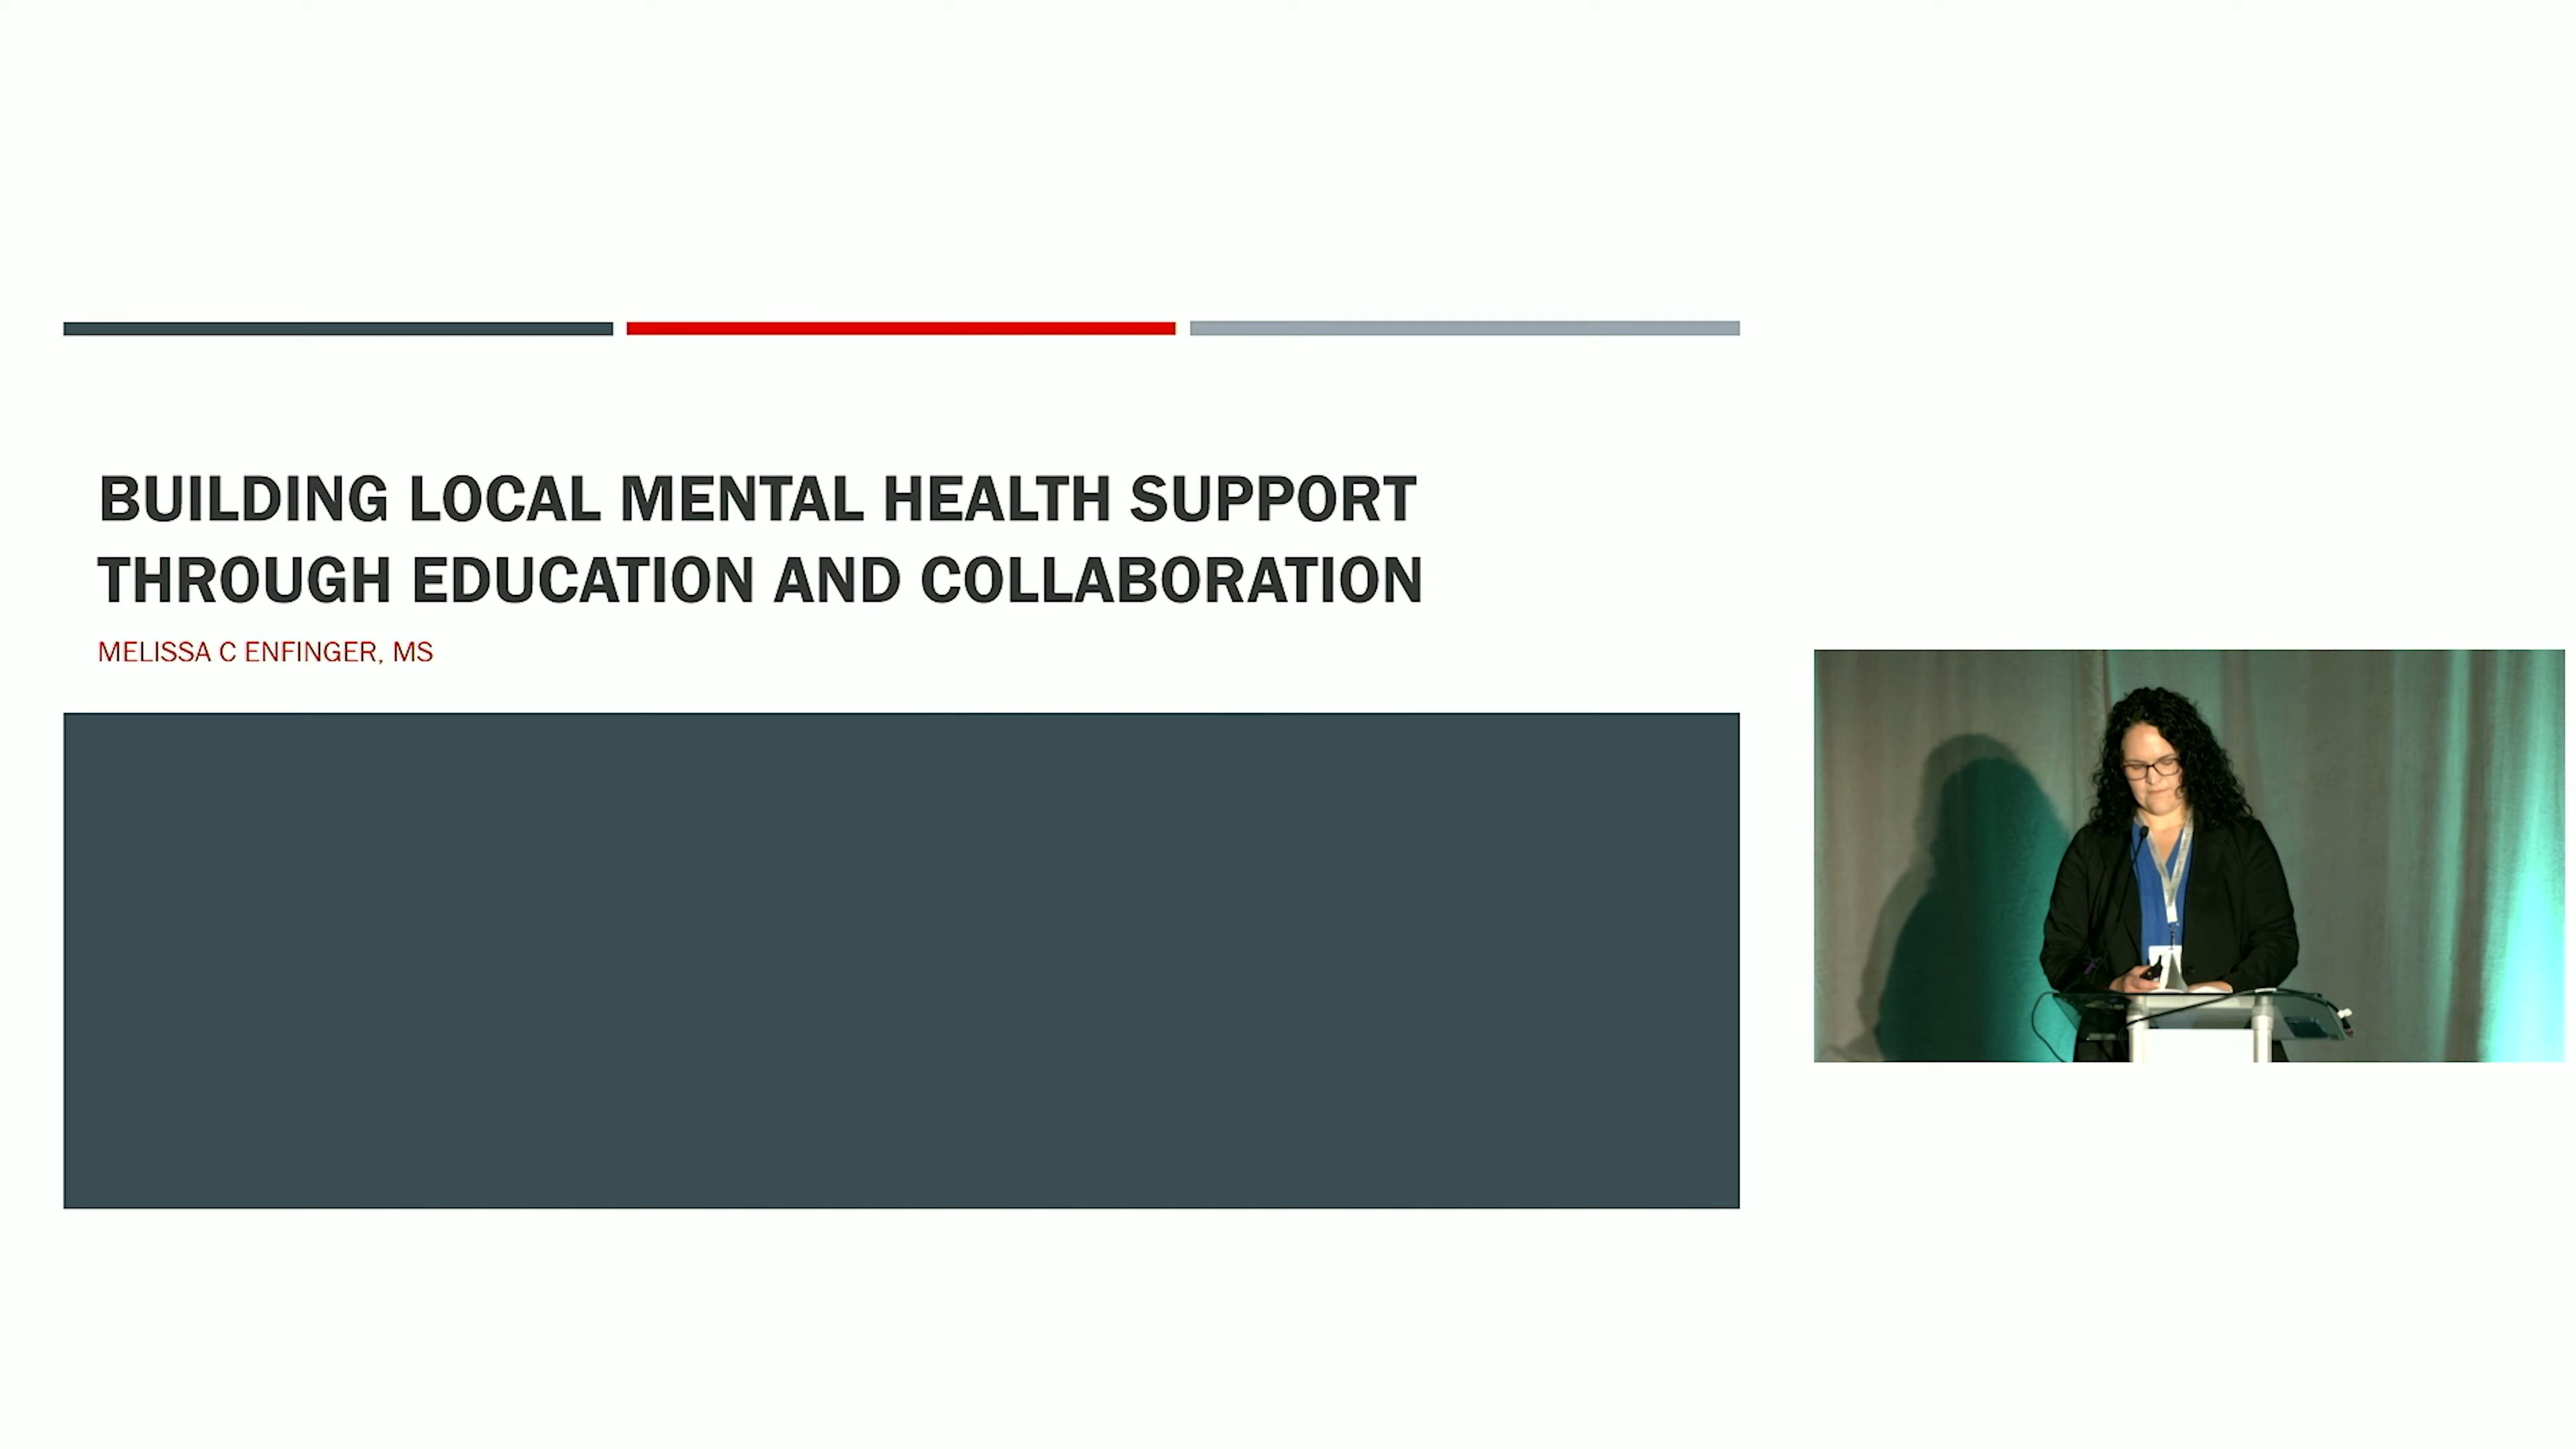 BUILDING LOCAL MENTAL HEALTH SUPPORT
THROUGH EDUCATION AND COLLABORATION
MELISSA C ENFINGER, MS